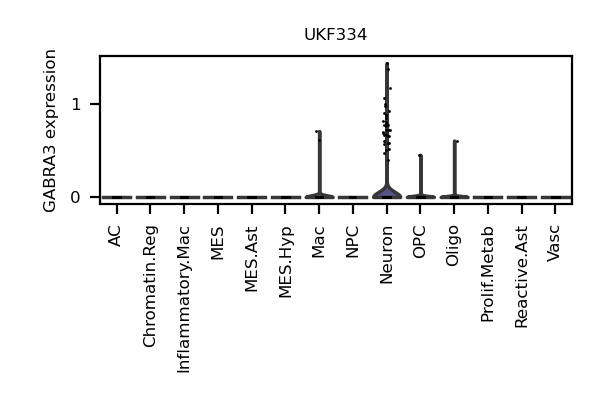 UKF334
GABRA3 expression
1
0
AC
Chromatin.Reg
Inflammatory.Mac
MES
MES.Ast
MES.Hyp
Mac
NPC
Neuron
OPC
Oligo
Prolif.Metab
Reactive.Ast
Vasc